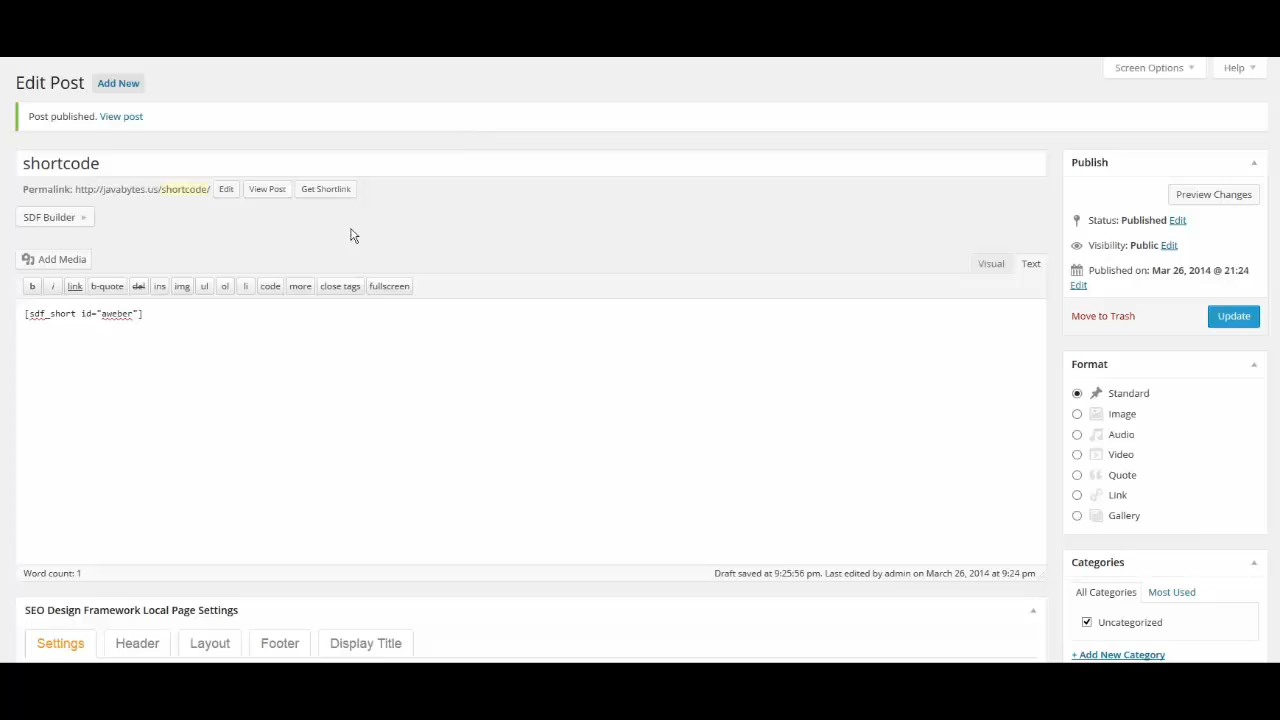 Screen Options Help
Edit Post Add New
Post published. View post
shortcode
Permalink: http://javabytes.us/shortcode/ Edit View Post Get Shortlink
SDF Builder »
Add Media
Visual Text
b i link b-quote del ins img ul ol li code more close tags fullscreen
[sdf_short id="aweber"]
Word count: 1
Draft saved at 9:25:56 pm. Last edited by admin on March 26, 2014 at 9:24 pm
SEO Design Framework Local Page Settings
Settings Header Layout Footer Display Title
Publish
Preview Changes
Status: Published Edit
Visibility: Public Edit
Published on: Mar 26, 2014 @ 21:24
Edit
Move to Trash Update
Format
Standard
Image
Audio
Video
Quote
Link
Gallery
Categories
All Categories Most Used
Uncategorized
+ Add New Category